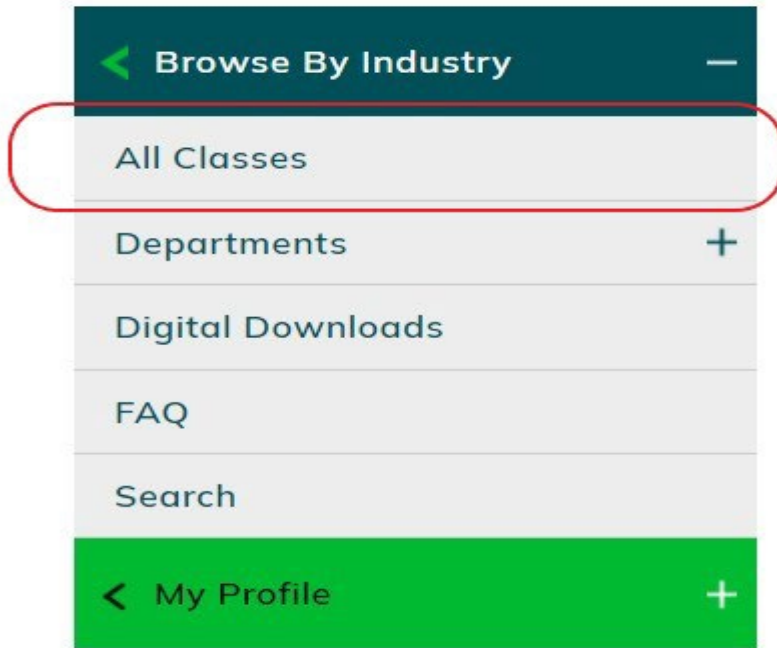 Browse By Industry
All Classes
Departments
Digital Downloads
FAQ
Search
My Profile